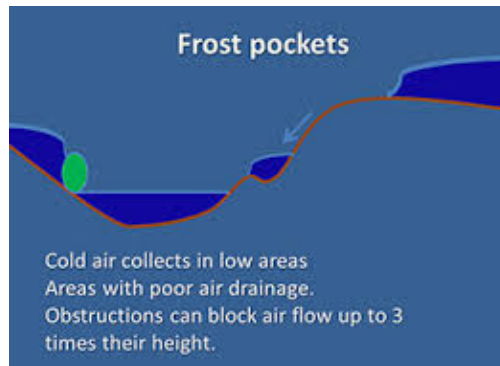 Frost pockets
Cold air collects in low areas
Areas with poor air drainage.
Obstructions can block air flow up to 3
times their height.